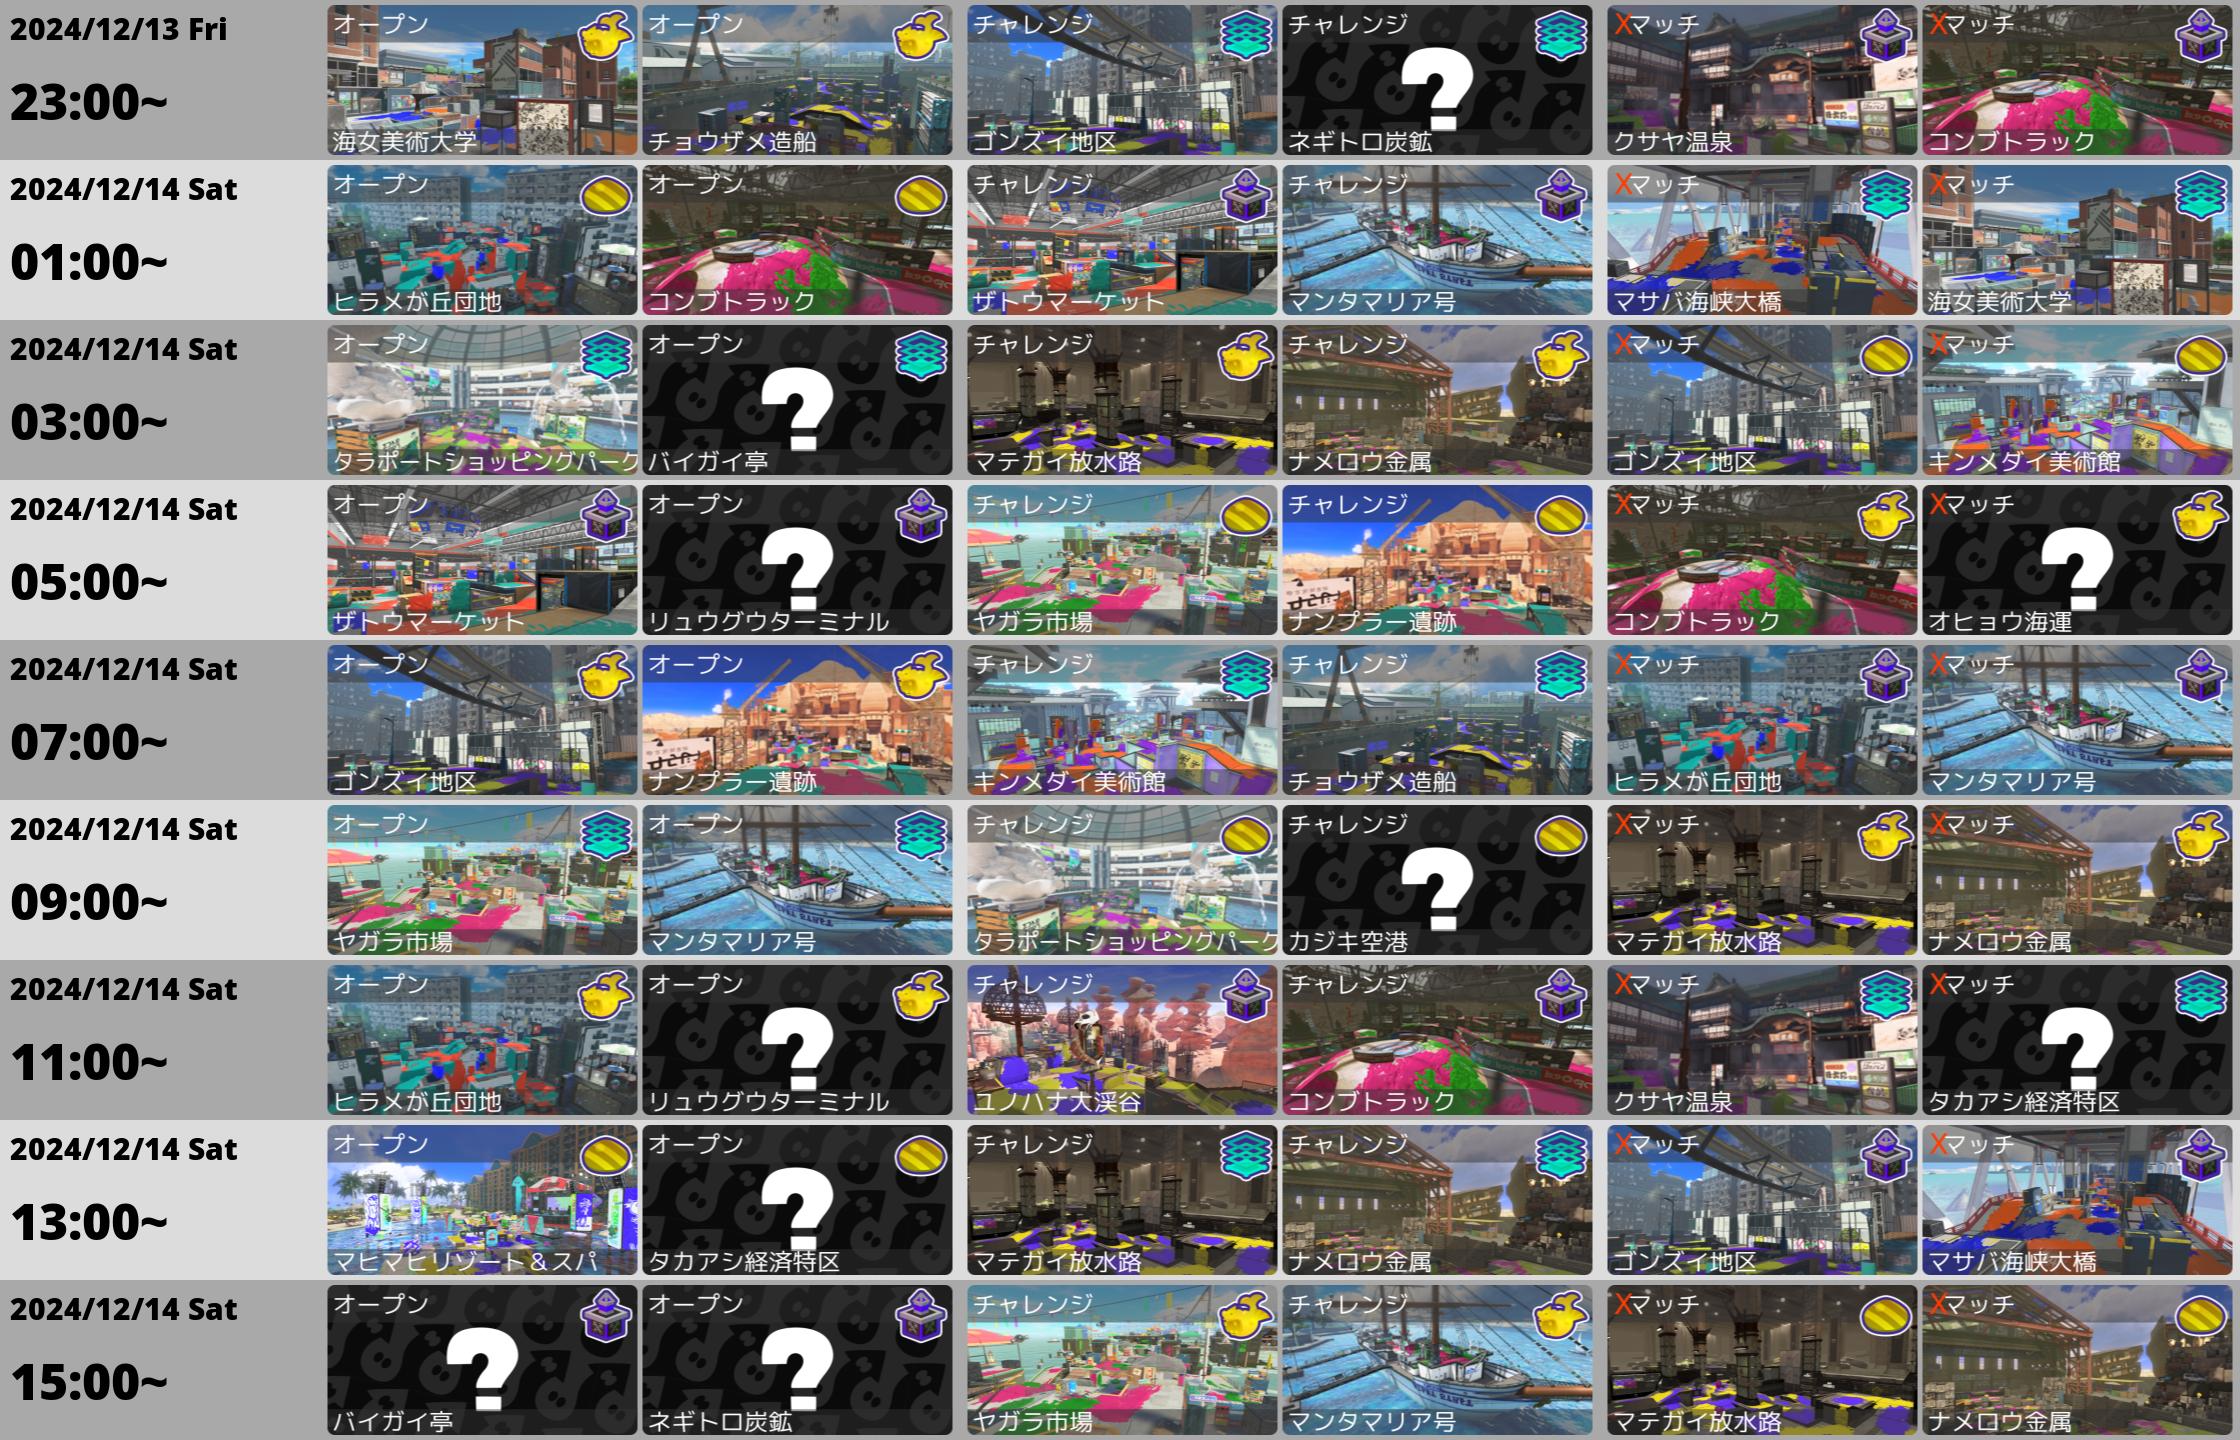 2024/12/13 Fri
23:00~
オープン
海女美術大学
オープン
チョウザメ造船
チャレンジ
ゴンズイ地区
チャレンジ
?
ネギトロ炭鉱
Xマッチ
クサヤ温泉
Xマッチ
コンブトラック
2024/12/14 Sat
01:00~
オープン
ヒラメが丘団地
オープン
コンブトラック
チャレンジ
ザトウマーケット
チャレンジ
マンタマリア号
Xマッチ
マサバ海峡大橋
Xマッチ
海女美術大学
2024/12/14 Sat
03:00~
オープン
タラポートショッピングパーク
オープン
?
バイガイ亭
チャレンジ
マテガイ放水路
チャレンジ
ナメロウ金属
Xマッチ
ゴンズイ地区
Xマッチ
キンメダイ美術館
2024/12/14 Sat
05:00~
オープン
ザトウマーケット
オープン
?
リュウグウターミナル
チャレンジ
ヤガラ市場
チャレンジ
ナンプラー遺跡
Xマッチ
コンブトラック
Xマッチ
?
オヒョウ海運
2024/12/14 Sat
07:00~
オープン
ゴンズイ地区
オープン
ナンプラー遺跡
チャレンジ
キンメダイ美術館
チャレンジ
チョウザメ造船
Xマッチ
ヒラメが丘団地
Xマッチ
マンタマリア号
2024/12/14 Sat
09:00~
オープン
ヤガラ市場
オープン
マンタマリア号
チャレンジ
タラポートショッピングパーク
チャレンジ
?
カジキ空港
Xマッチ
マテガイ放水路
Xマッチ
ナメロウ金属
2024/12/14 Sat
11:00~
オープン
ヒラメが丘団地
オープン
?
リュウグウターミナル
チャレンジ
ユノハナ大渓谷
チャレンジ
コンブトラック
Xマッチ
クサヤ温泉
Xマッチ
?
タカアシ経済特区
2024/12/14 Sat
13:00~
オープン
マヒマヒリゾート＆スパ
オープン
?
タカアシ経済特区
チャレンジ
マテガイ放水路
チャレンジ
ナメロウ金属
Xマッチ
ゴンズイ地区
Xマッチ
マサバ海峡大橋
2024/12/14 Sat
15:00~
オープン
?
バイガイ亭
オープン
?
ネギトロ炭鉱
チャレンジ
ヤガラ市場
チャレンジ
マンタマリア号
Xマッチ
マテガイ放水路
Xマッチ
ナメロウ金属